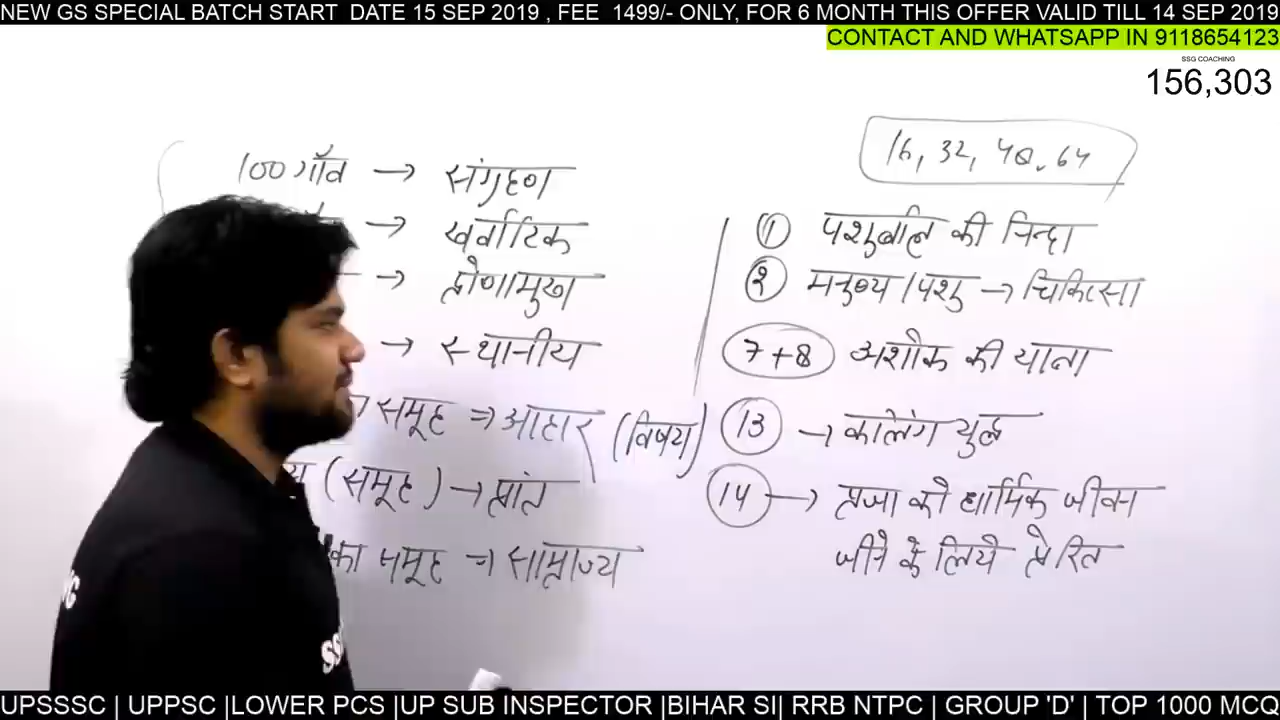 NEW GS SPECIAL BATCH START DATE 15 SEP 2019 , FEE 1499/- ONLY, FOR 6 MONTH THIS OFFER VALID TILL 14 SEP 2019
CONTACT AND WHATSAPP IN 9118654123
SSG COACHING
156,303
16, 32, 48, 64
100 गाँव → संग्रहण
→ खर्वाटिक
→ द्रोणामुख
→ स्थानीय
समूह ⇒ आहार (विषय)
(समूह) → प्रांत
का समूह → साम्राज्य
① पशुबलि की निन्दा
② मनुष्य / पशु → चिकित्सा
7+8 अशोक की यात्रा
13 → कलिंग युद्ध
14 → प्रजा को धार्मिक जीवन
जीने के लिये प्रेरित
UPSSSC | UPPSC |LOWER PCS |UP SUB INSPECTOR |BIHAR SI| RRB NTPC | GROUP 'D' | TOP 1000 MCQ